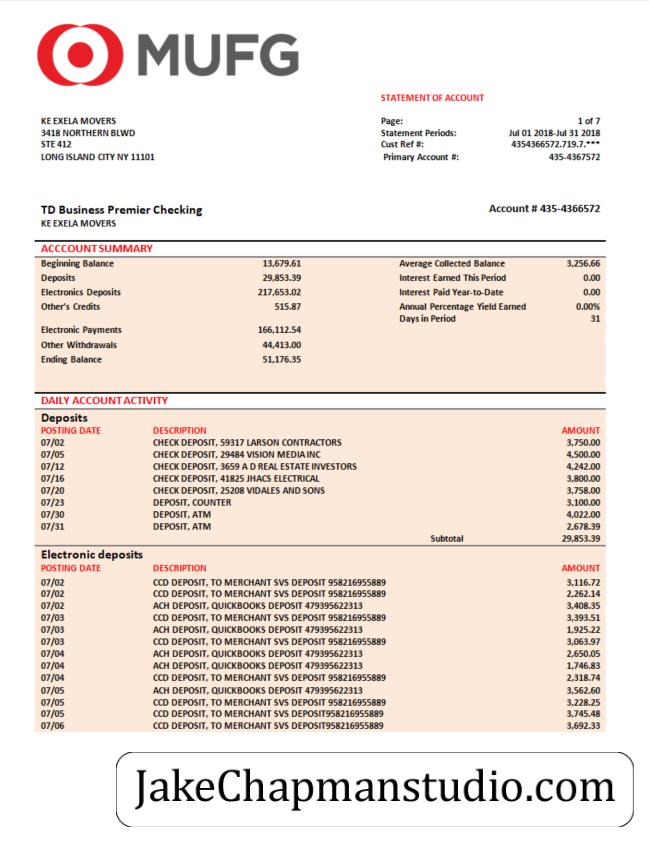 MUFG
STATEMENT OF ACCOUNT
KE EXELA MOVERS
3418 NORTHERN BLWD
STE 412
LONG ISLAND CITY NY 11101
Page: 1 of 7
Statement Periods: Jul 01 2018-Jul 31 2018
Cust Ref #: 4354366572.719.7.***
Primary Account #: 435-4367572
TD Business Premier Checking
KE EXELA MOVERS
Account # 435-4366572
ACCCOUNT SUMMARY
Beginning Balance 13,679.61 Average Collected Balance 3,256.66
Deposits 29,853.39 Interest Earned This Period 0.00
Electronics Deposits 217,653.02 Interest Paid Year-to-Date 0.00
Other's Credits 515.87 Annual Percentage Yield Earned 0.00%
Days in Period 31
Electronic Payments 166,112.54
Other Withdrawals 44,413.00
Ending Balance 51,176.35
DAILY ACCOUNT ACTIVITY
Deposits
POSTING DATE DESCRIPTION AMOUNT
07/02 CHECK DEPOSIT, 59317 LARSON CONTRACTORS 3,750.00
07/05 CHECK DEPOSIT, 29484 VISION MEDIA INC 4,500.00
07/12 CHECK DEPOSIT, 3659 A D REAL ESTATE INVESTORS 4,242.00
07/16 CHECK DEPOSIT, 41825 JHACS ELECTRICAL 3,800.00
07/20 CHECK DEPOSIT, 25208 VIDALES AND SONS 3,758.00
07/23 DEPOSIT, COUNTER 3,100.00
07/30 DEPOSIT, ATM 4,022.00
07/31 DEPOSIT, ATM 2,678.39
Subtotal 29,853.39
Electronic deposits
POSTING DATE DESCRIPTION AMOUNT
07/02 CCD DEPOSIT, TO MERCHANT SVS DEPOSIT 958216955889 3,116.72
07/02 CCD DEPOSIT, TO MERCHANT SVS DEPOSIT 958216955889 2,262.14
07/02 ACH DEPOSIT, QUICKBOOKS DEPOSIT 479395622313 3,408.35
07/03 CCD DEPOSIT, TO MERCHANT SVS DEPOSIT 958216955889 3,393.51
07/03 ACH DEPOSIT, QUICKBOOKS DEPOSIT 479395622313 1,925.22
07/03 CCD DEPOSIT, TO MERCHANT SVS DEPOSIT 958216955889 3,063.97
07/04 ACH DEPOSIT, QUICKBOOKS DEPOSIT 479395622313 2,650.05
07/04 ACH DEPOSIT, QUICKBOOKS DEPOSIT 479395622313 1,746.83
07/04 CCD DEPOSIT, TO MERCHANT SVS DEPOSIT 958216955889 2,318.74
07/05 ACH DEPOSIT, QUICKBOOKS DEPOSIT 479395622313 3,562.60
07/05 CCD DEPOSIT, TO MERCHANT SVS DEPOSIT 958216955889 3,228.25
07/05 CCD DEPOSIT, TO MERCHANT SVS DEPOSIT958216955889 3,745.48
07/06 CCD DEPOSIT, TO MERCHANT SVS DEPOSIT958216955889 3,692.33
JakeChapmanstudio.com